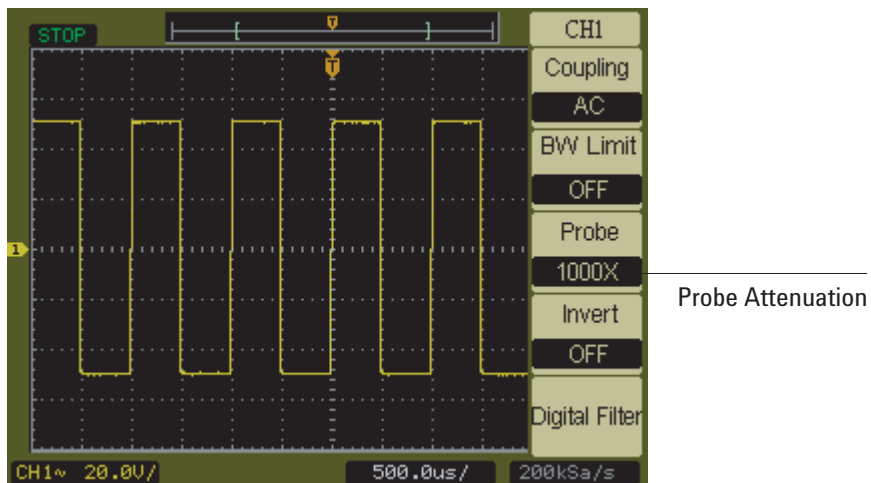 STOP
T
T
CH1
Coupling
AC
BW Limit
OFF
Probe
1000X
Probe Attenuation
Invert
OFF
Digital Filter
1
CH1~ 20.0V/
500.0us/
200kSa/s